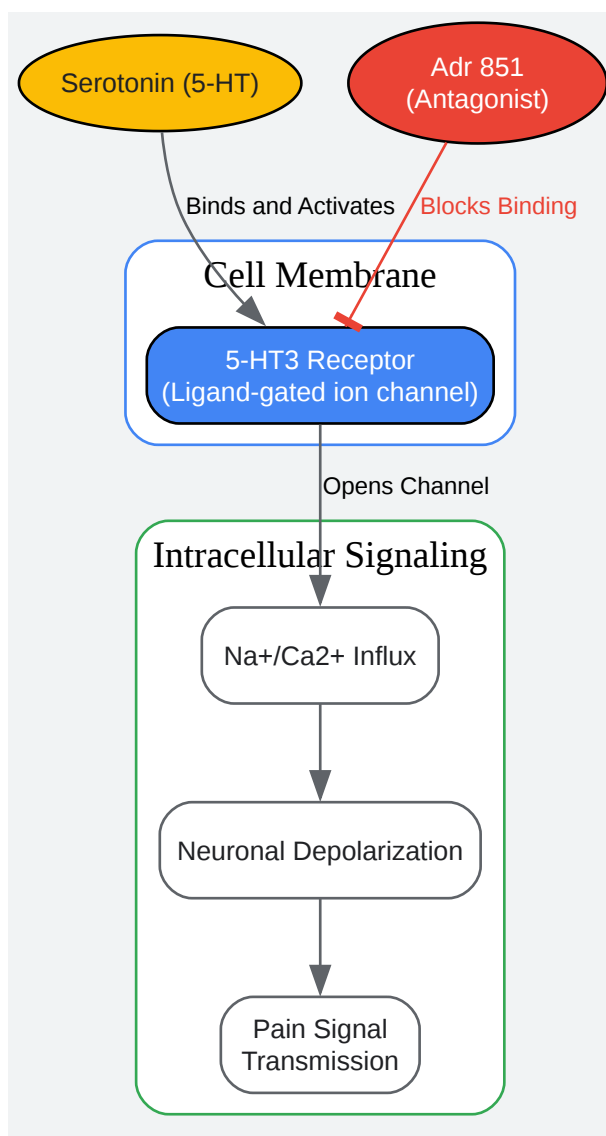 Serotonin (5-HT)
Adr 851
(Antagonist)
Binds and Activates
Blocks Binding
Cell Membrane
5-HT3 Receptor
(Ligand-gated ion channel)
Opens Channel
Intracellular Signaling
Na+/Ca2+ Influx
Neuronal Depolarization
Pain Signal
Transmission